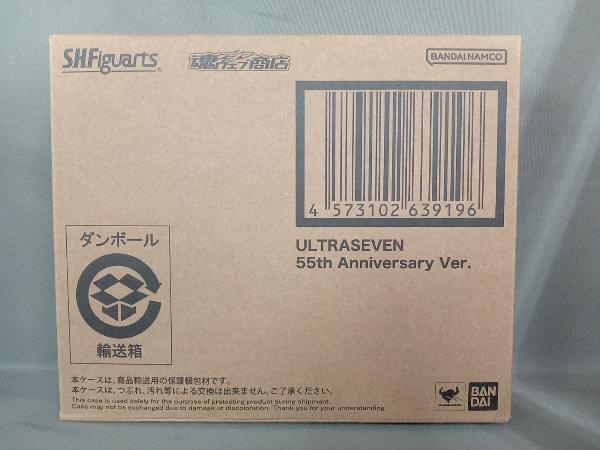 S.H.Figuarts
魂ウェブ商店
BANDAI NAMCO
4 573102 639196
ULTRASEVEN
55th Anniversary Ver.
ダンボール
輸送箱
本ケースは、商品輸送用の保護梱包材です。
本ケースは、つぶれ、汚れ等による交換は出来ません。ご了承ください。
This case is used solely for the purpose of protecting product during shipment.
Case may not be exchanged due to damage or discoloration. Thank you for your understanding
BAN
DAI